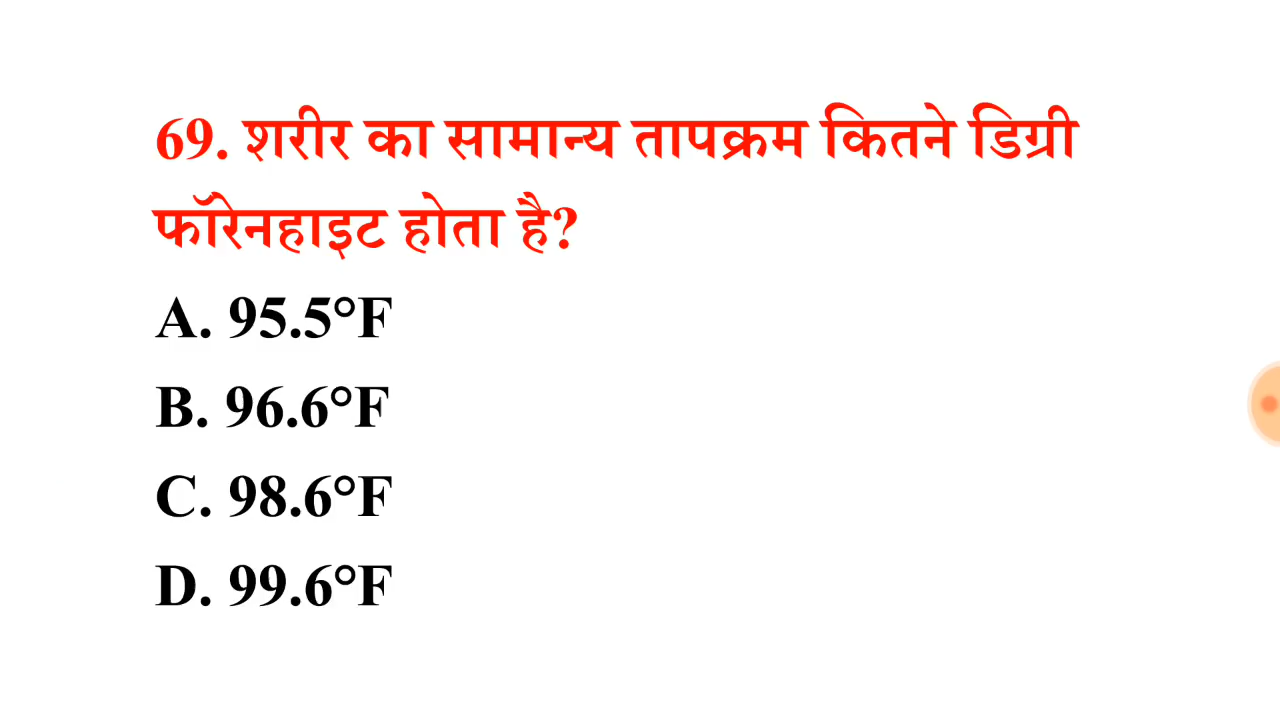 69. शरीर का सामान्य तापक्रम कितने डिग्री
फॉरेनहाइट होता है?
A. 95.5°F
B. 96.6°F
C. 98.6°F
D. 99.6°F